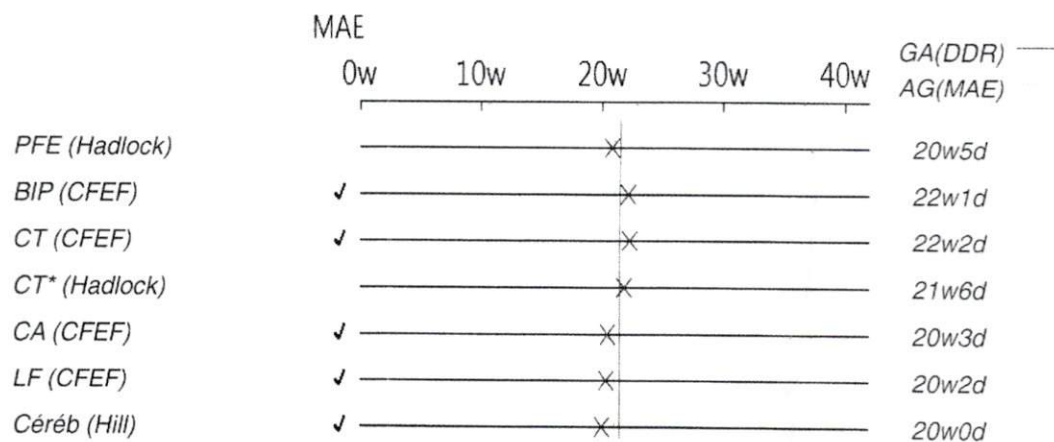 MAE
0w 10w 20w 30w 40w
GA(DDR)
AG(MAE)
PFE (Hadlock) 20w5d
BIP (CFEF) ✓ 22w1d
CT (CFEF) ✓ 22w2d
CT* (Hadlock) 21w6d
CA (CFEF) ✓ 20w3d
LF (CFEF) ✓ 20w2d
Céréb (Hill) ✓ 20w0d